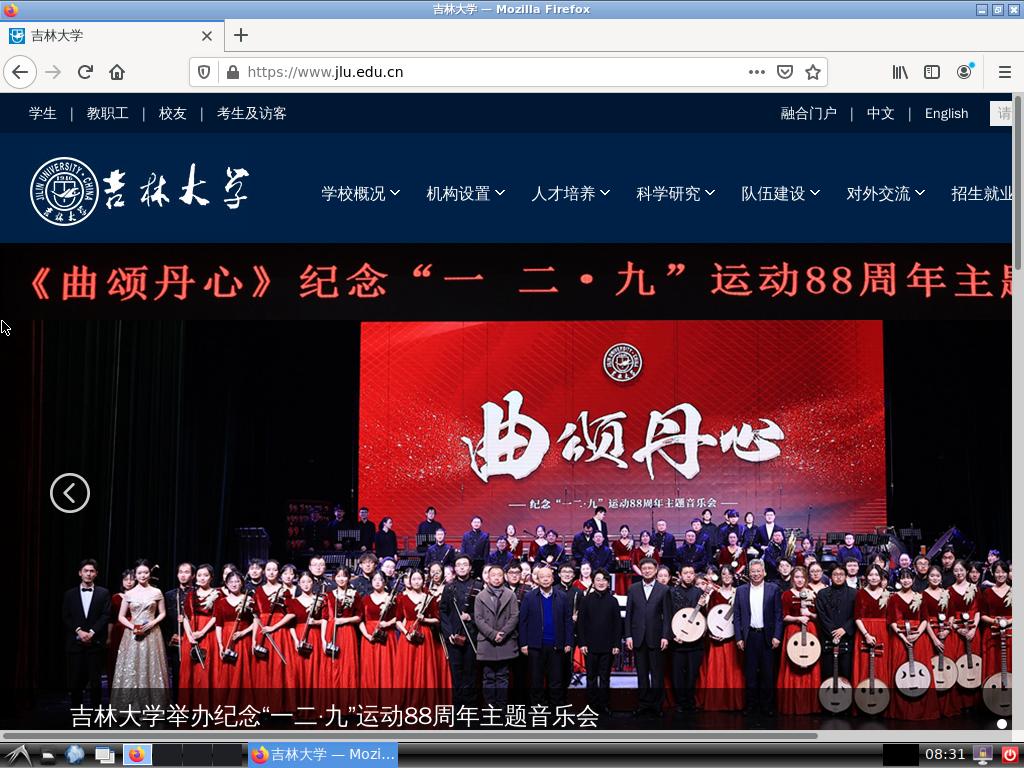 吉林大学 — Mozilla Firefox
吉林大学
https://www.jlu.edu.cn
学生 | 教职工 | 校友 | 考生及访客
融合门户 | 中文 | English 请
JILIN UNIVERSITY · CHINA
1946
吉林大学
吉林大学
学校概况 机构设置 人才培养 科学研究 队伍建设 对外交流 招生就业
《曲颂丹心》纪念“一 二·九”运动88周年主题
曲颂丹心
—— 纪念“一二·九”运动88周年主题音乐会 ——
吉林大学举办纪念“一二·九”运动88周年主题音乐会
吉林大学 — Mozi...
08:31